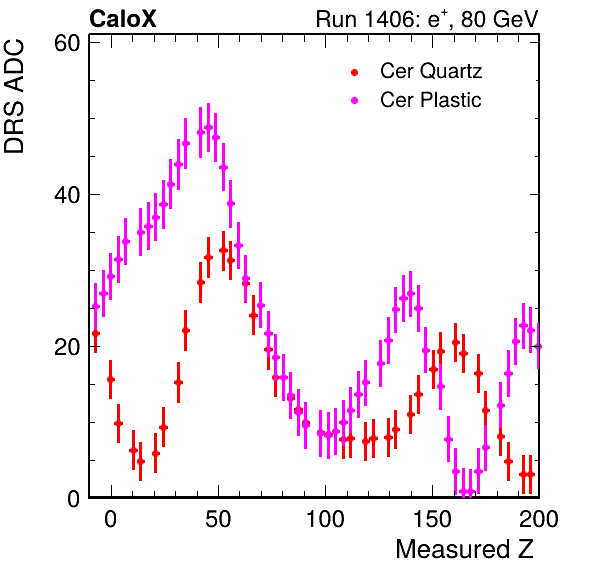 CaloX Run 1406: e⁺, 80 GeV
DRS ADC
60
40
20
0
Cer Quartz
Cer Plastic
0 50 100 150 200
Measured Z